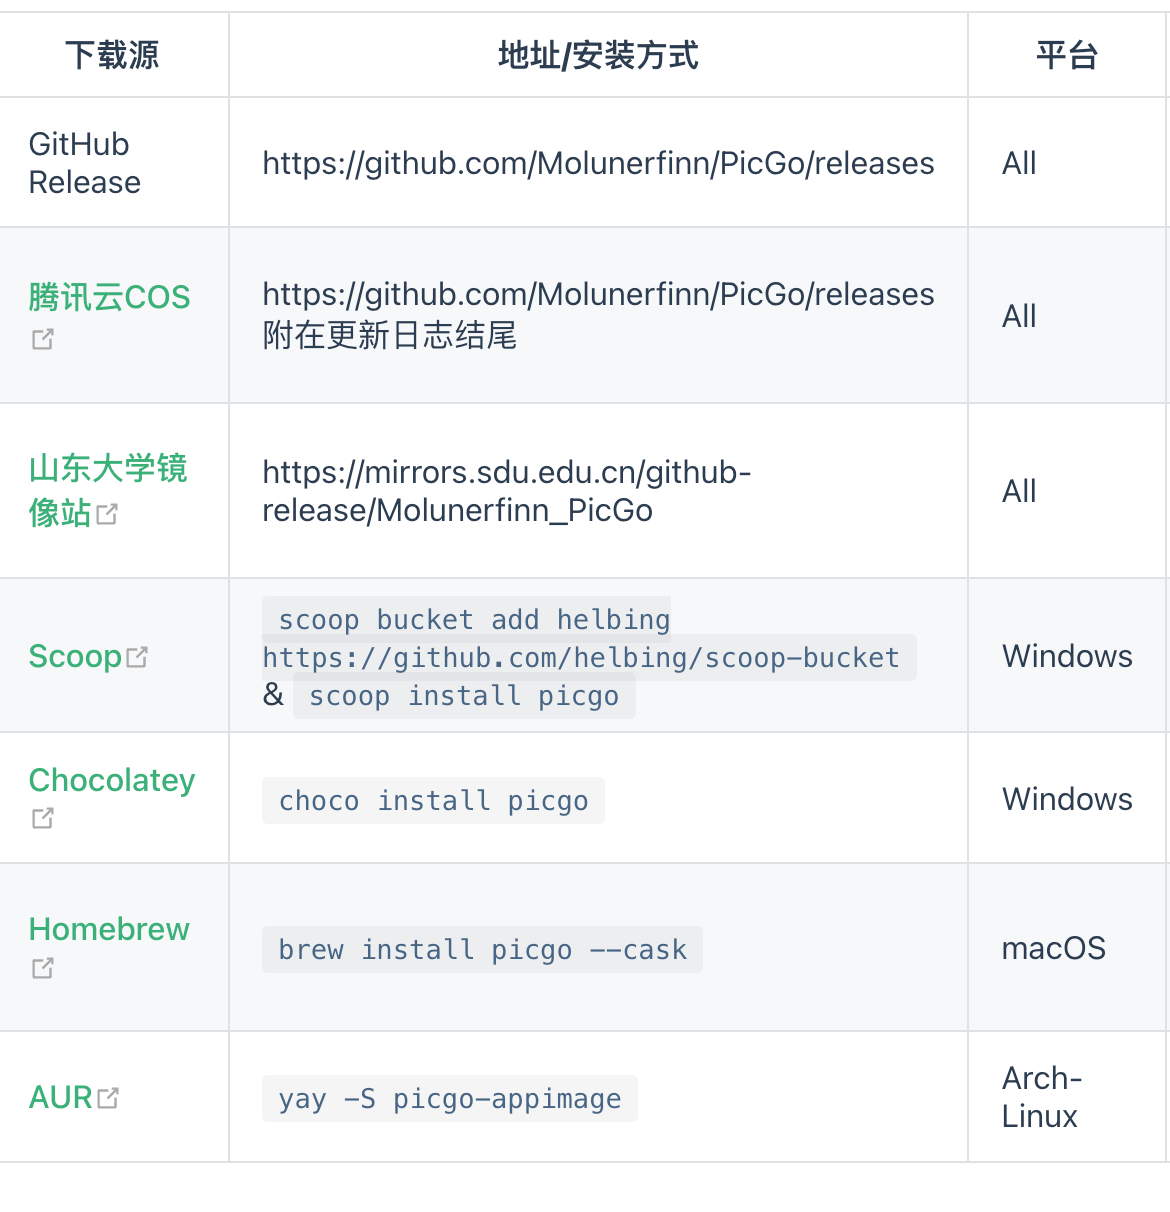 下载源
地址/安装方式
平台
GitHub
Release
https://github.com/Molunerfinn/PicGo/releases
All
腾讯云COS
https://github.com/Molunerfinn/PicGo/releases
附在更新日志结尾
All
山东大学镜
像站
https://mirrors.sdu.edu.cn/github-
release/Molunerfinn_PicGo
All
Scoop
scoop bucket add helbing
https://github.com/helbing/scoop-bucket
& scoop install picgo
Windows
Chocolatey
choco install picgo
Windows
Homebrew
brew install picgo --cask
macOS
AUR
yay -S picgo-appimage
Arch-
Linux